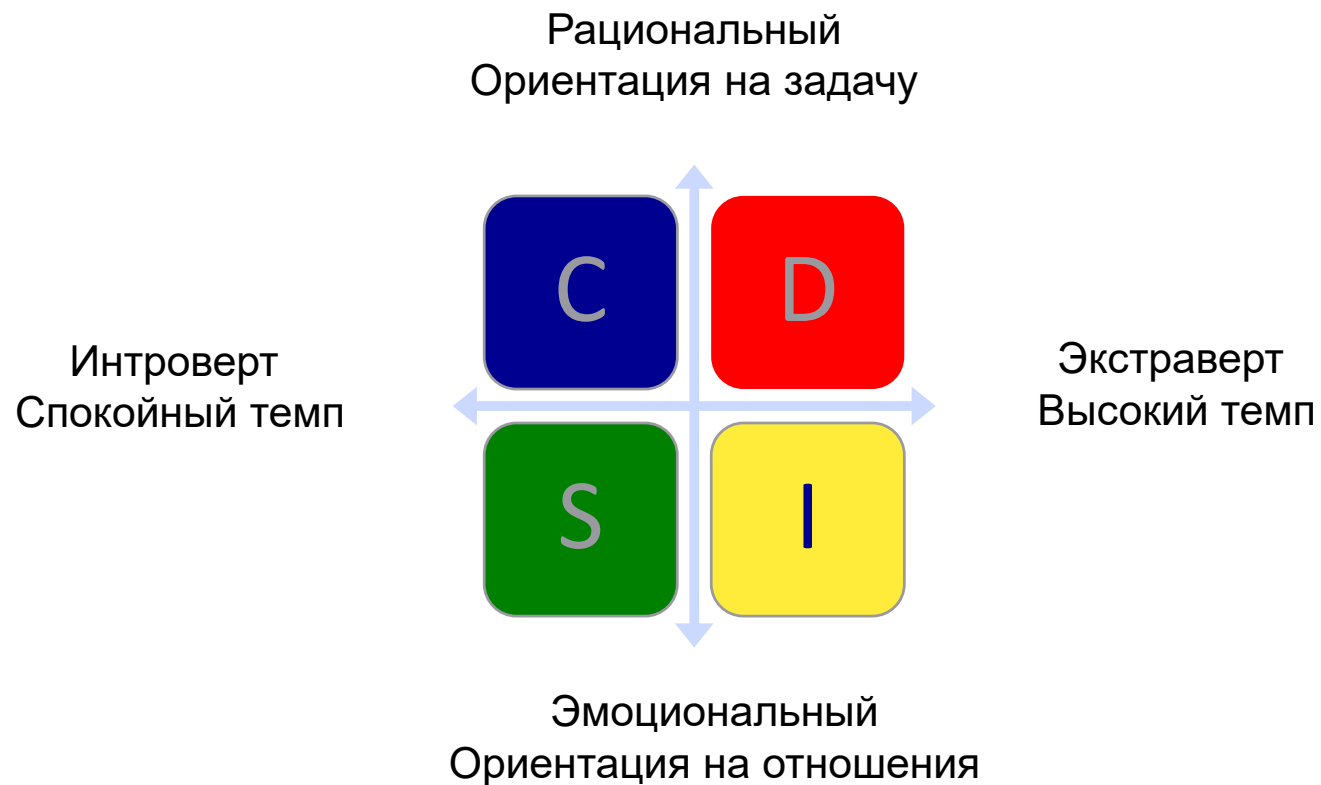 Рациональный
Ориентация на задачу
C
D
Интроверт
Спокойный темп
Экстраверт
Высокий темп
S
I
Эмоциональный
Ориентация на отношения